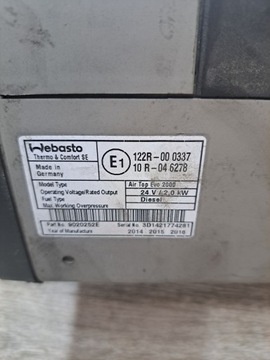 Webasto
Thermo & Comfort SE
Made in
Germany
E1
122R-00 0337
10 R-04 6278
Model Type Air Top Evo 2000
Operating Voltage/Rated Output 24 V / 2.0 kW
Fuel Type Diesel
Max. Working Overpressure
Part No. 9020252E Serial No. 3D1421774281
Year of Manufacture 2014 2015 2016